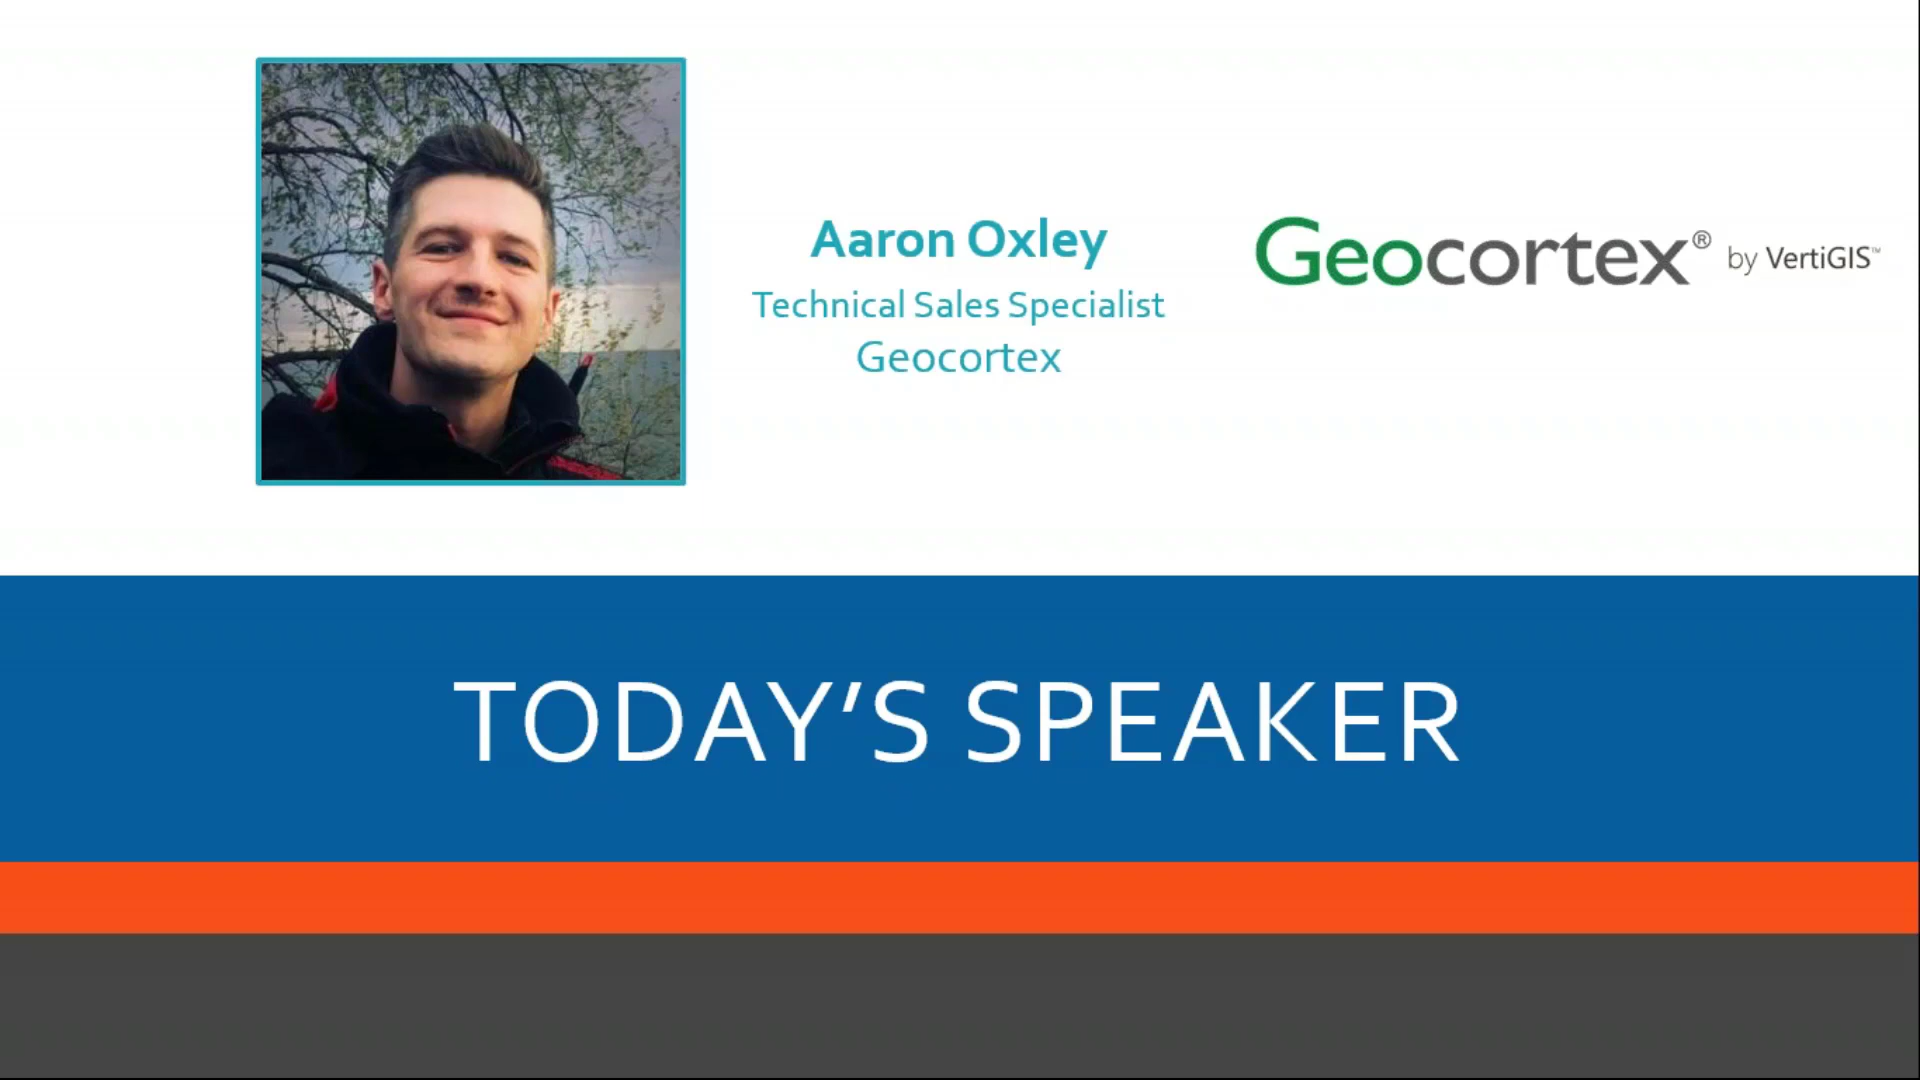 Aaron Oxley
Technical Sales Specialist
Geocortex
Geocortex® by VertiGIS™
TODAY’S SPEAKER